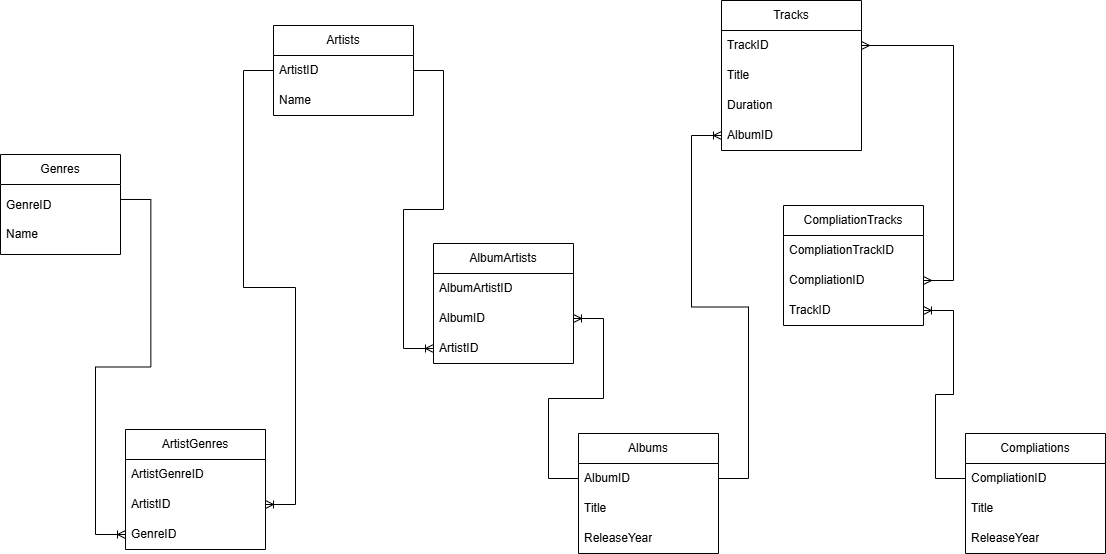 Tracks
TrackID
Title
Duration
AlbumID
Artists
ArtistID
Name
Genres
GenreID
Name
CompliationTracks
CompliationTrackID
CompliationID
TrackID
AlbumArtists
AlbumArtistID
AlbumID
ArtistID
ArtistGenres
ArtistGenreID
ArtistID
GenreID
Albums
AlbumID
Title
ReleaseYear
Compliations
CompliationID
Title
ReleaseYear